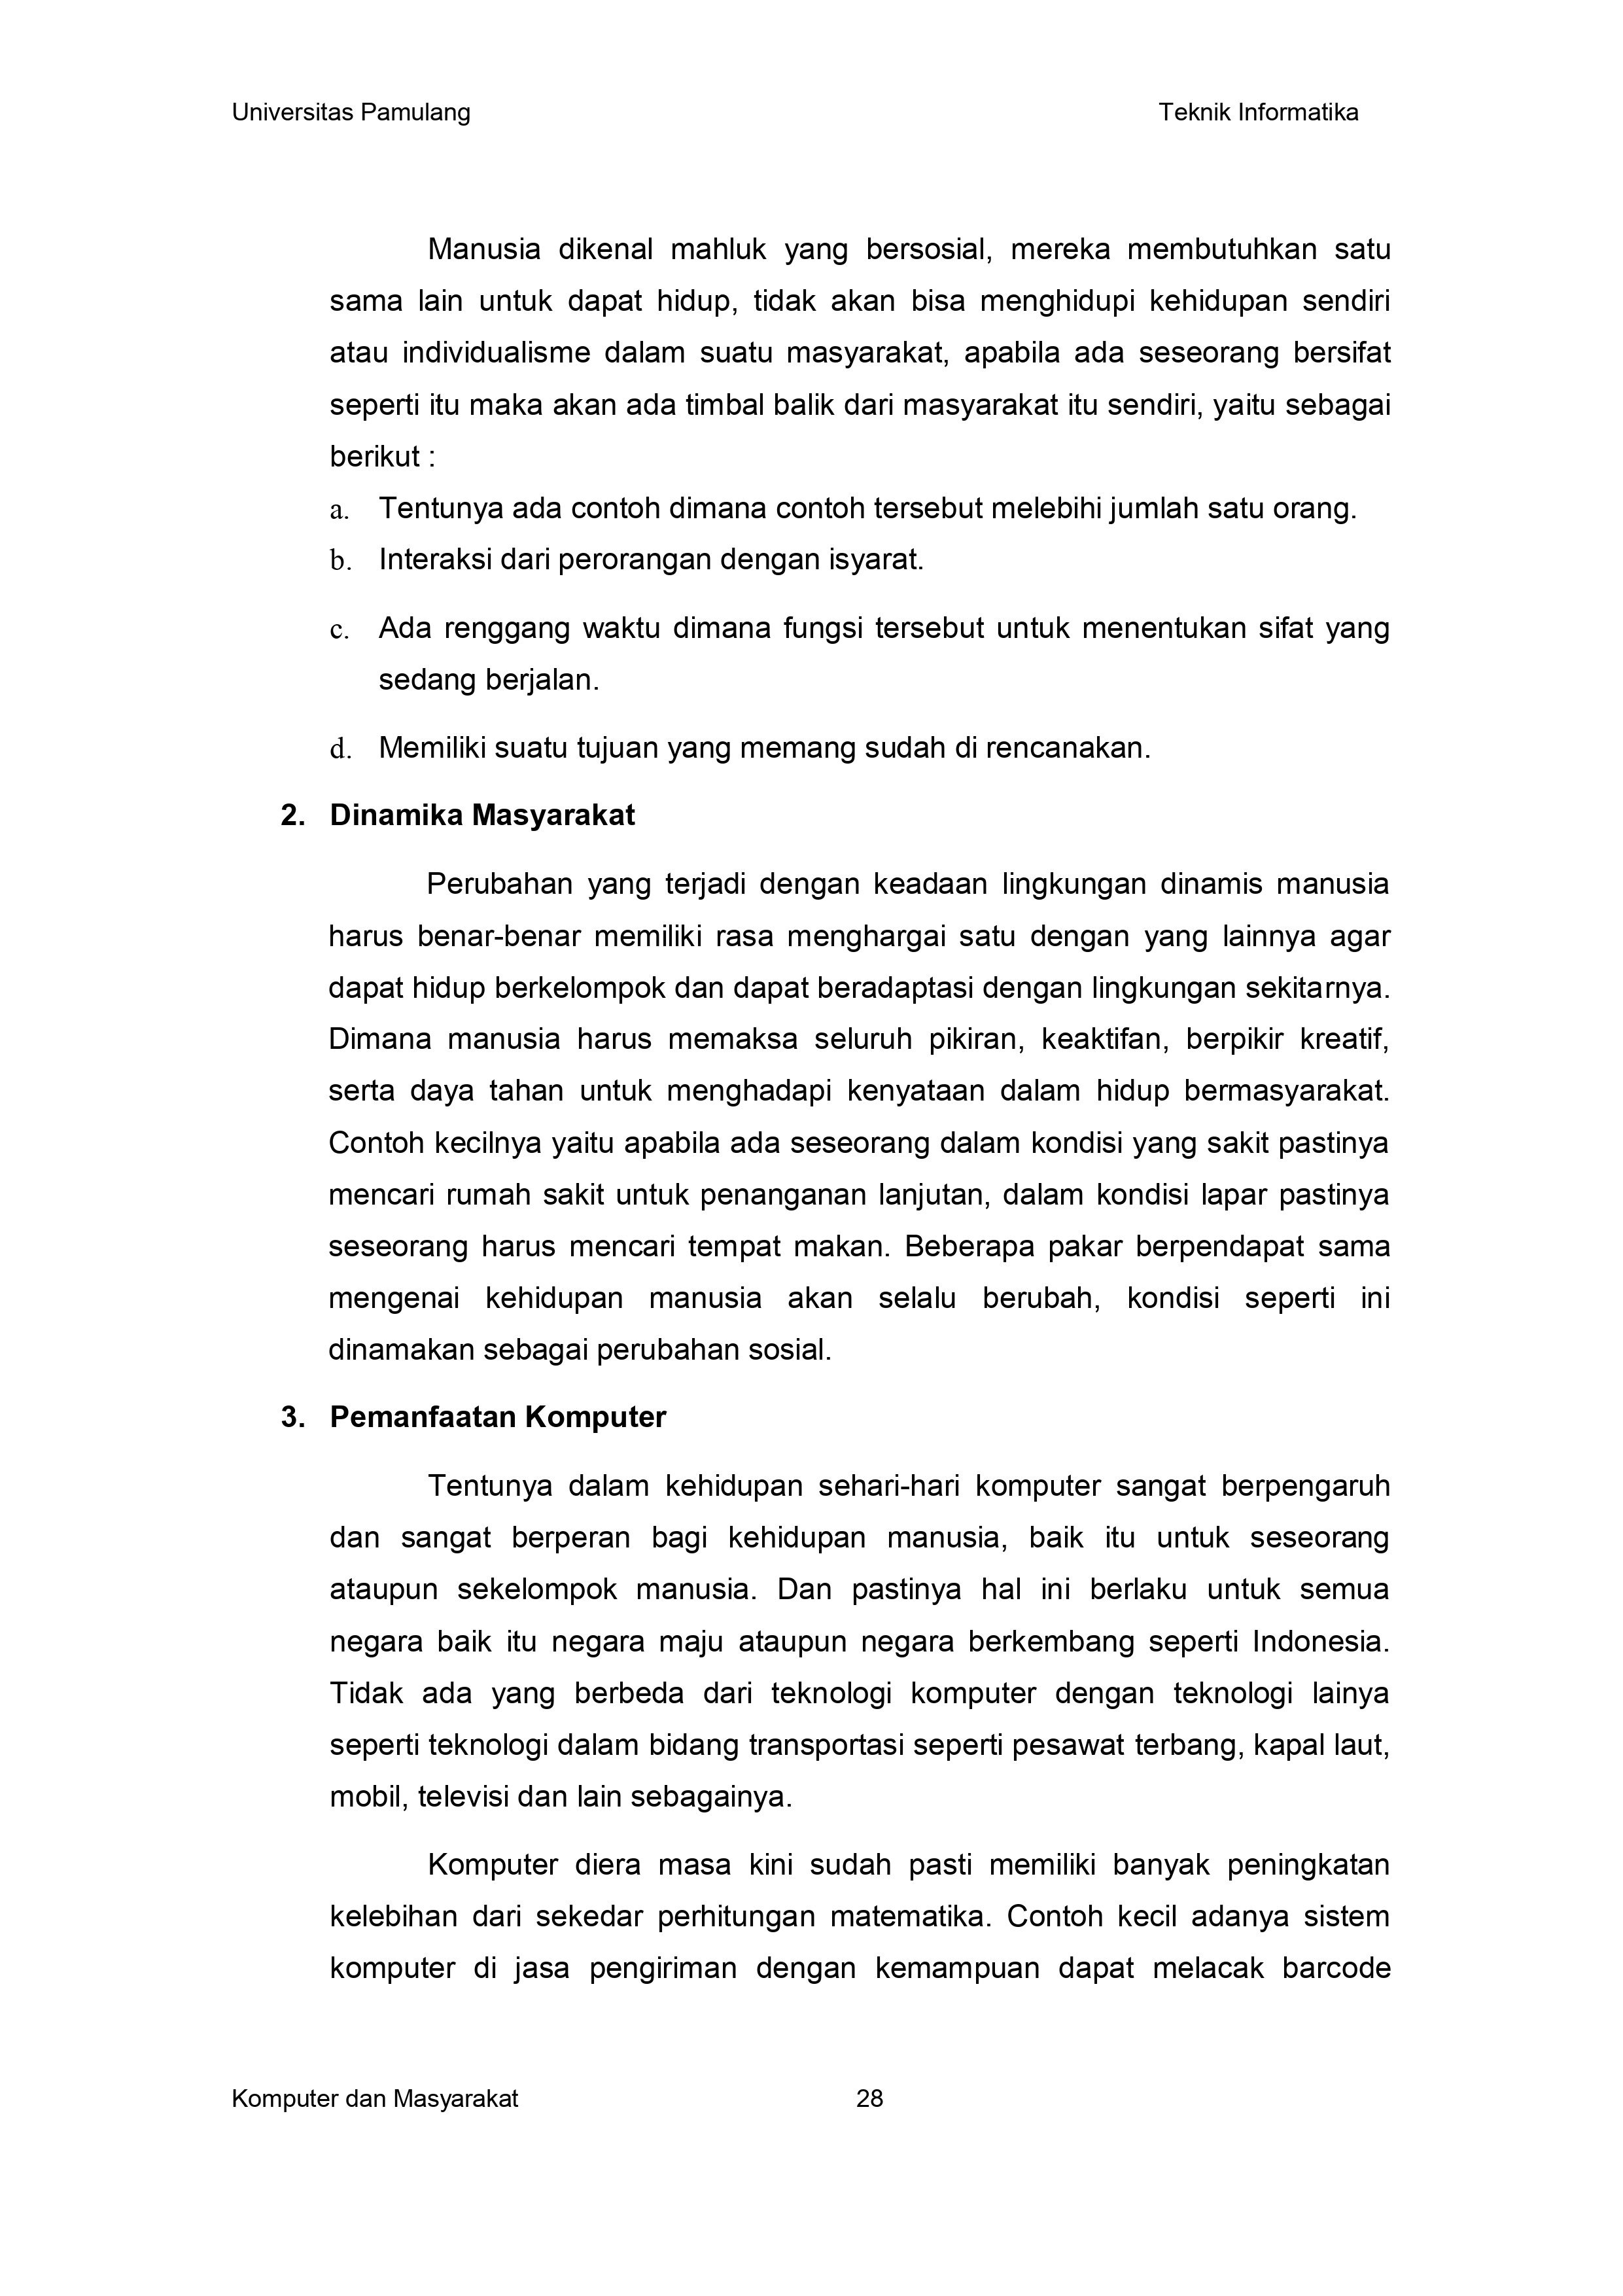 Universitas Pamulang Teknik Informatika
Manusia dikenal mahluk yang bersosial, mereka membutuhkan satu
sama lain untuk dapat hidup, tidak akan bisa menghidupi kehidupan sendiri
atau individualisme dalam suatu masyarakat, apabila ada seseorang bersifat
seperti itu maka akan ada timbal balik dari masyarakat itu sendiri, yaitu sebagai
berikut :
a. Tentunya ada contoh dimana contoh tersebut melebihi jumlah satu orang.
b. Interaksi dari perorangan dengan isyarat.
c. Ada renggang waktu dimana fungsi tersebut untuk menentukan sifat yang
sedang berjalan.
d. Memiliki suatu tujuan yang memang sudah di rencanakan.
2. Dinamika Masyarakat
Perubahan yang terjadi dengan keadaan lingkungan dinamis manusia
harus benar-benar memiliki rasa menghargai satu dengan yang lainnya agar
dapat hidup berkelompok dan dapat beradaptasi dengan lingkungan sekitarnya.
Dimana manusia harus memaksa seluruh pikiran, keaktifan, berpikir kreatif,
serta daya tahan untuk menghadapi kenyataan dalam hidup bermasyarakat.
Contoh kecilnya yaitu apabila ada seseorang dalam kondisi yang sakit pastinya
mencari rumah sakit untuk penanganan lanjutan, dalam kondisi lapar pastinya
seseorang harus mencari tempat makan. Beberapa pakar berpendapat sama
mengenai kehidupan manusia akan selalu berubah, kondisi seperti ini
dinamakan sebagai perubahan sosial.
3. Pemanfaatan Komputer
Tentunya dalam kehidupan sehari-hari komputer sangat berpengaruh
dan sangat berperan bagi kehidupan manusia, baik itu untuk seseorang
ataupun sekelompok manusia. Dan pastinya hal ini berlaku untuk semua
negara baik itu negara maju ataupun negara berkembang seperti Indonesia.
Tidak ada yang berbeda dari teknologi komputer dengan teknologi lainya
seperti teknologi dalam bidang transportasi seperti pesawat terbang, kapal laut,
mobil, televisi dan lain sebagainya.
Komputer diera masa kini sudah pasti memiliki banyak peningkatan
kelebihan dari sekedar perhitungan matematika. Contoh kecil adanya sistem
komputer di jasa pengiriman dengan kemampuan dapat melacak barcode
Komputer dan Masyarakat 28